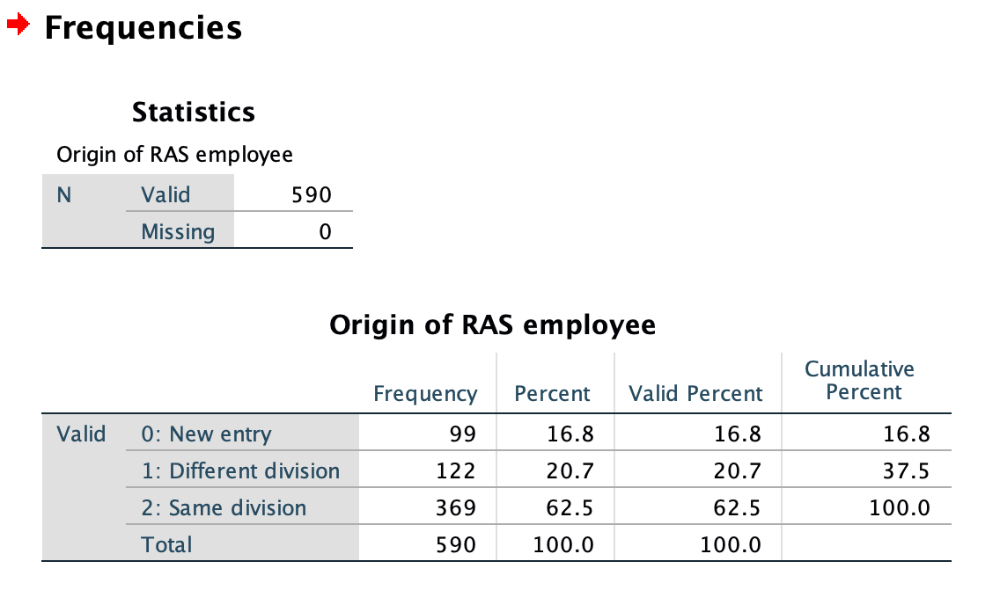 Frequencies
Statistics
Origin of RAS employee
N Valid 590
Missing 0
Origin of RAS employee
Frequency Percent Valid Percent Cumulative Percent
Valid 0: New entry 99 16.8 16.8 16.8
1: Different division 122 20.7 20.7 37.5
2: Same division 369 62.5 62.5 100.0
Total 590 100.0 100.0